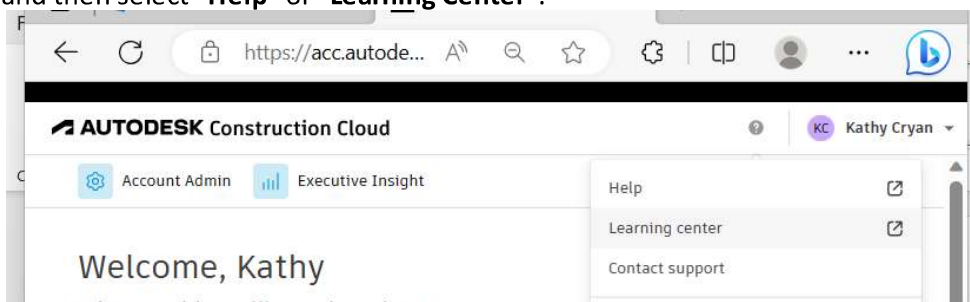 and then select "Help" or "Learning Center".
https://acc.autode...
AUTODESK Construction Cloud
KC Kathy Cryan
Account Admin Executive Insight
Help
Learning center
Welcome, Kathy
Contact support